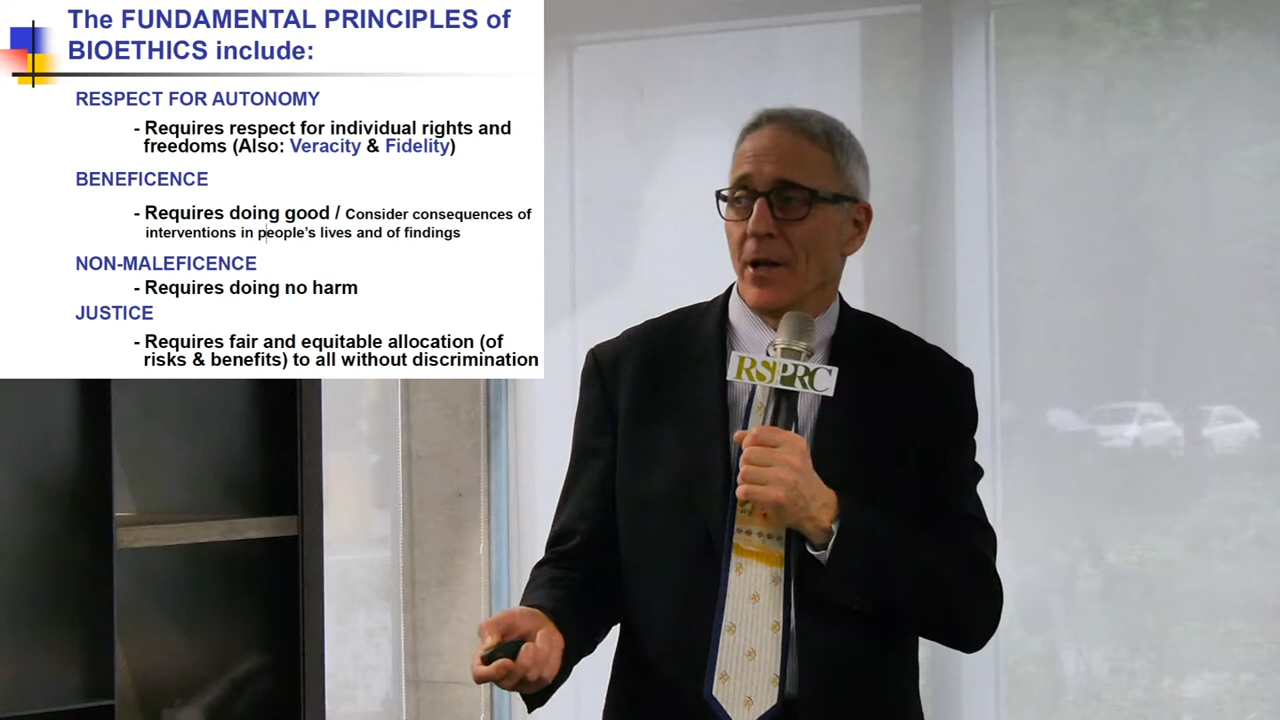 The FUNDAMENTAL PRINCIPLES of
BIOETHICS include:
RESPECT FOR AUTONOMY
- Requires respect for individual rights and
freedoms (Also: Veracity & Fidelity)
BENEFICENCE
- Requires doing good / Consider consequences of
interventions in people's lives and of findings
NON-MALEFICENCE
- Requires doing no harm
JUSTICE
- Requires fair and equitable allocation (of
risks & benefits) to all without discrimination
RSPRC